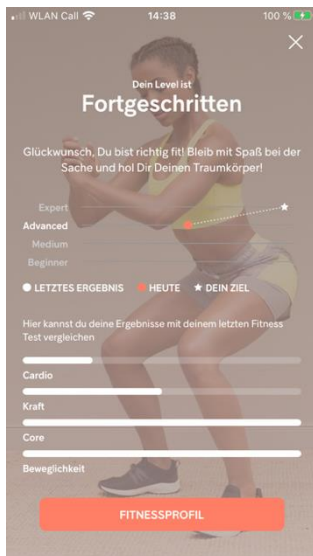 WLAN Call 14:38 100 %
Dein Level ist
Fortgeschritten
Glückwunsch, Du bist richtig fit! Bleib mit Spaß bei der
Sache und hol Dir Deinen Traumkörper!
Expert
Advanced
Medium
Beginner
LETZTES ERGEBNIS HEUTE DEIN ZIEL
Hier kannst du deine Ergebnisse mit deinem letzten Fitness
Test vergleichen
Cardio
Kraft
Core
Beweglichkeit
FITNESSPROFIL